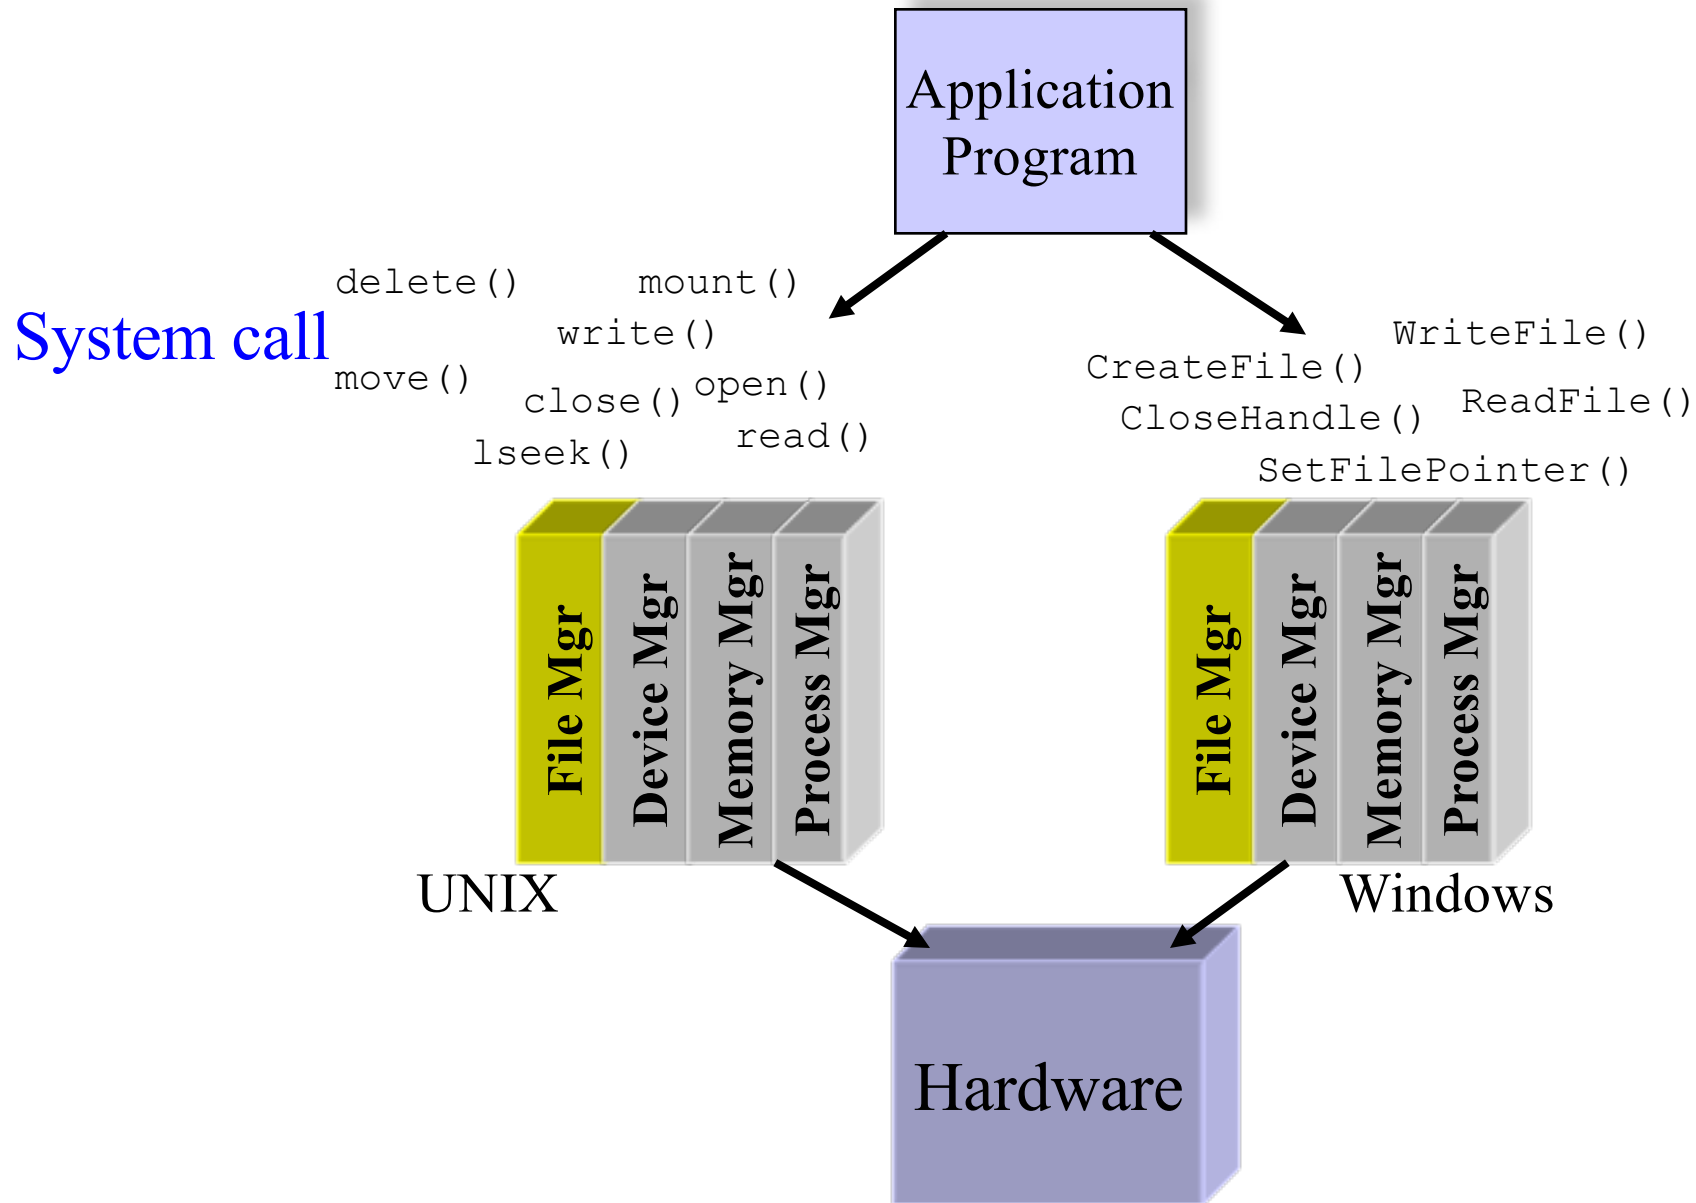 Application
Program
delete()
mount()
System call
write()
WriteFile()
move()
close()
open()
CreateFile()
ReadFile()
CloseHandle()
lseek()
read()
SetFilePointer()
File Mgr
Device Mgr
Memory Mgr
Process Mgr
File Mgr
Device Mgr
Memory Mgr
Process Mgr
UNIX
Windows
Hardware